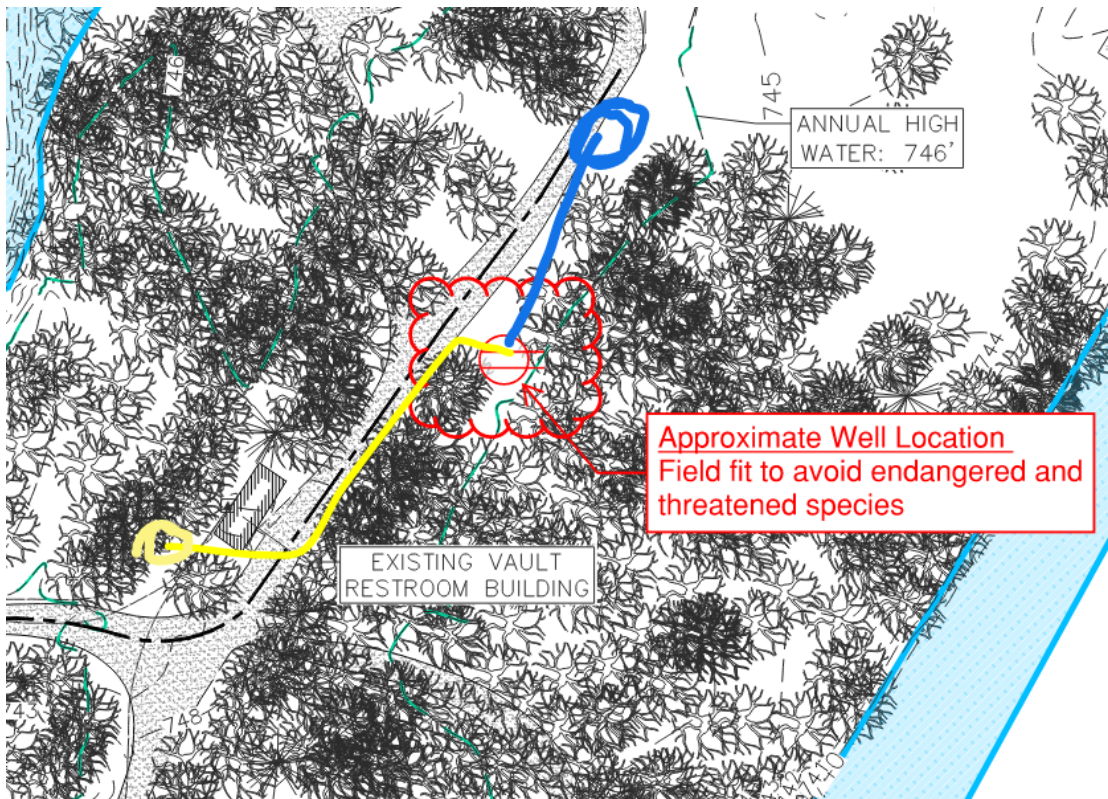 746
745
ANNUAL HIGH
WATER: 746'
744
Approximate Well Location
Field fit to avoid endangered and
threatened species
EXISTING VAULT
RESTROOM BUILDING
748
743